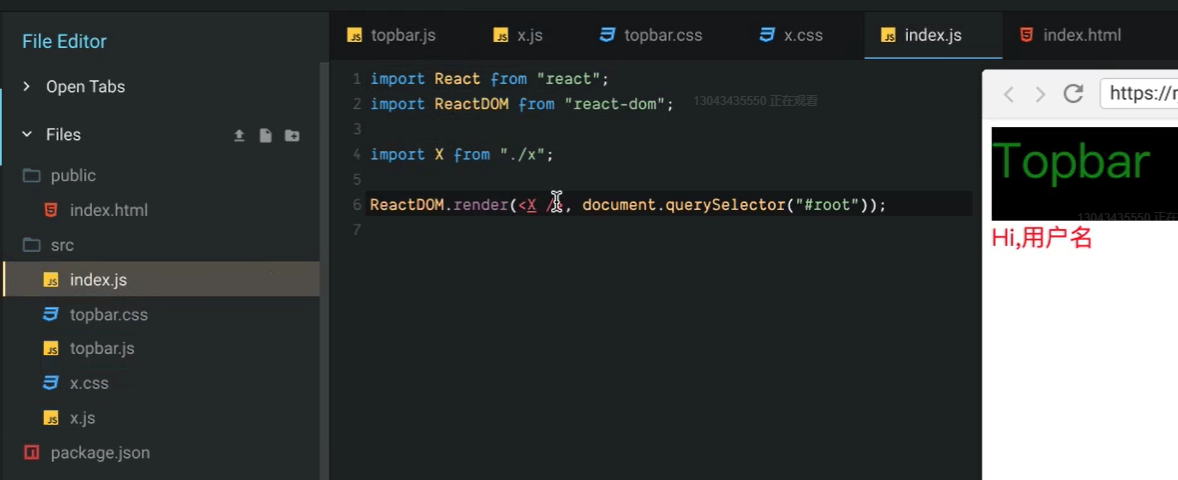 File Editor
Open Tabs
Files
public
index.html
src
index.js
topbar.css
topbar.js
x.css
x.js
package.json
topbar.js x.js topbar.css x.css index.js index.html
1 import React from "react";
2 import ReactDOM from "react-dom";
3
4 import X from "./x";
5
6 ReactDOM.render(<X />, document.querySelector("#root"));
7
13043435550 正在观看
https://r
Topbar
13043435550 正在
Hi,用户名